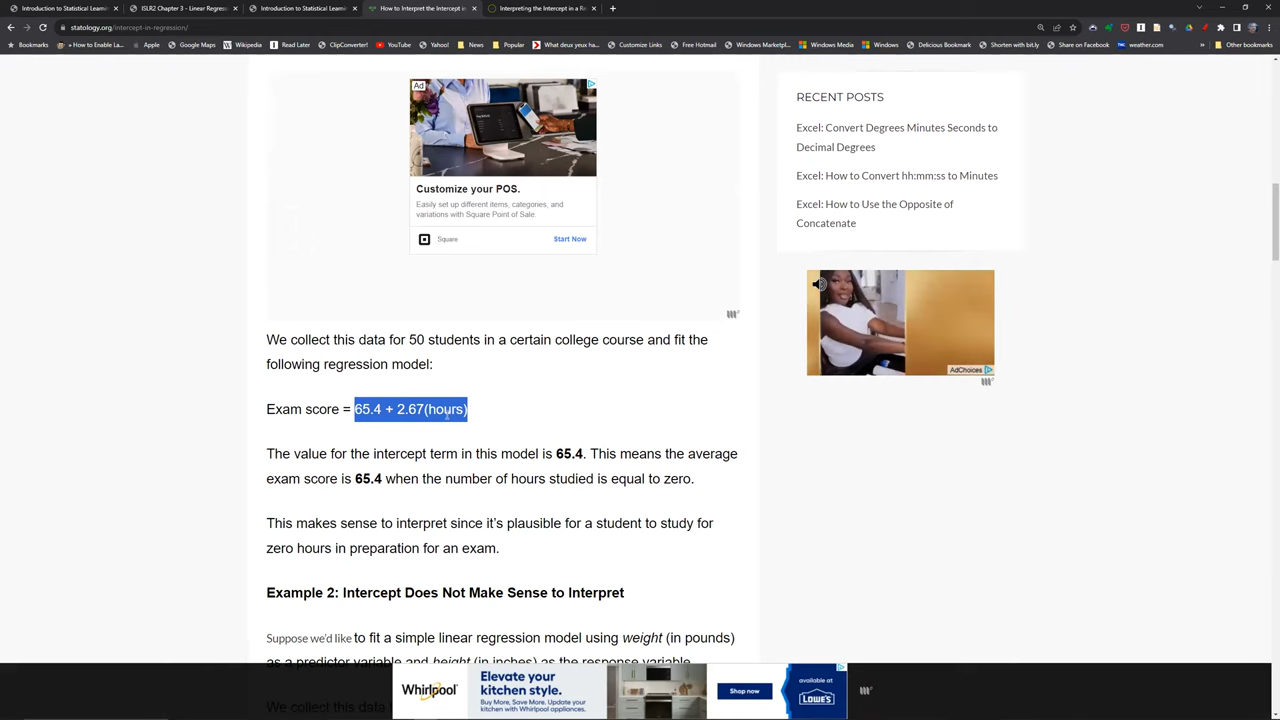 Introduction to Statistical Learni
ISLR2 Chapter 3 - Linear Regres
Introduction to Statistical Learni
How to Interpret the Intercept in
Interpreting the Intercept in a Re
statology.org/intercept-in-regression/
Bookmarks
+ How to Enable La...
Apps
Google Maps
Wikipedia
Read Later
ClipConverter!
YouTube
Yahoo!
News
Popular
What deux yeux ha...
Customize Links
Free Hotmail
Windows Marketpl...
Windows Media
Windows
Delicious Bookmark
Shorten with bit.ly
Share on Facebook
weather.com
Other bookmarks
Ad
Customize your POS.
Easily set up different items, categories, and
variations with Square Point of Sale.
Square
Start Now
RECENT POSTS
Excel: Convert Degrees Minutes Seconds to
Decimal Degrees
Excel: How to Convert hh:mm:ss to Minutes
Excel: How to Use the Opposite of
Concatenate
AdChoices
We collect this data for 50 students in a certain college course and fit the
following regression model:
Exam score = 65.4 + 2.67(hours)
The value for the intercept term in this model is 65.4. This means the average
exam score is 65.4 when the number of hours studied is equal to zero.
This makes sense to interpret since it's plausible for a student to study for
zero hours in preparation for an exam.
Example 2: Intercept Does Not Make Sense to Interpret
Suppose we'd like to fit a simple linear regression model using weight (in pounds)
as a predictor variable and height (in inches) as the response variable.
We collect this data
Whirlpool
Elevate your
kitchen style.
Buy More, Save More. Update your
kitchen with Whirlpool appliances.
Shop now
available at
LOWE'S